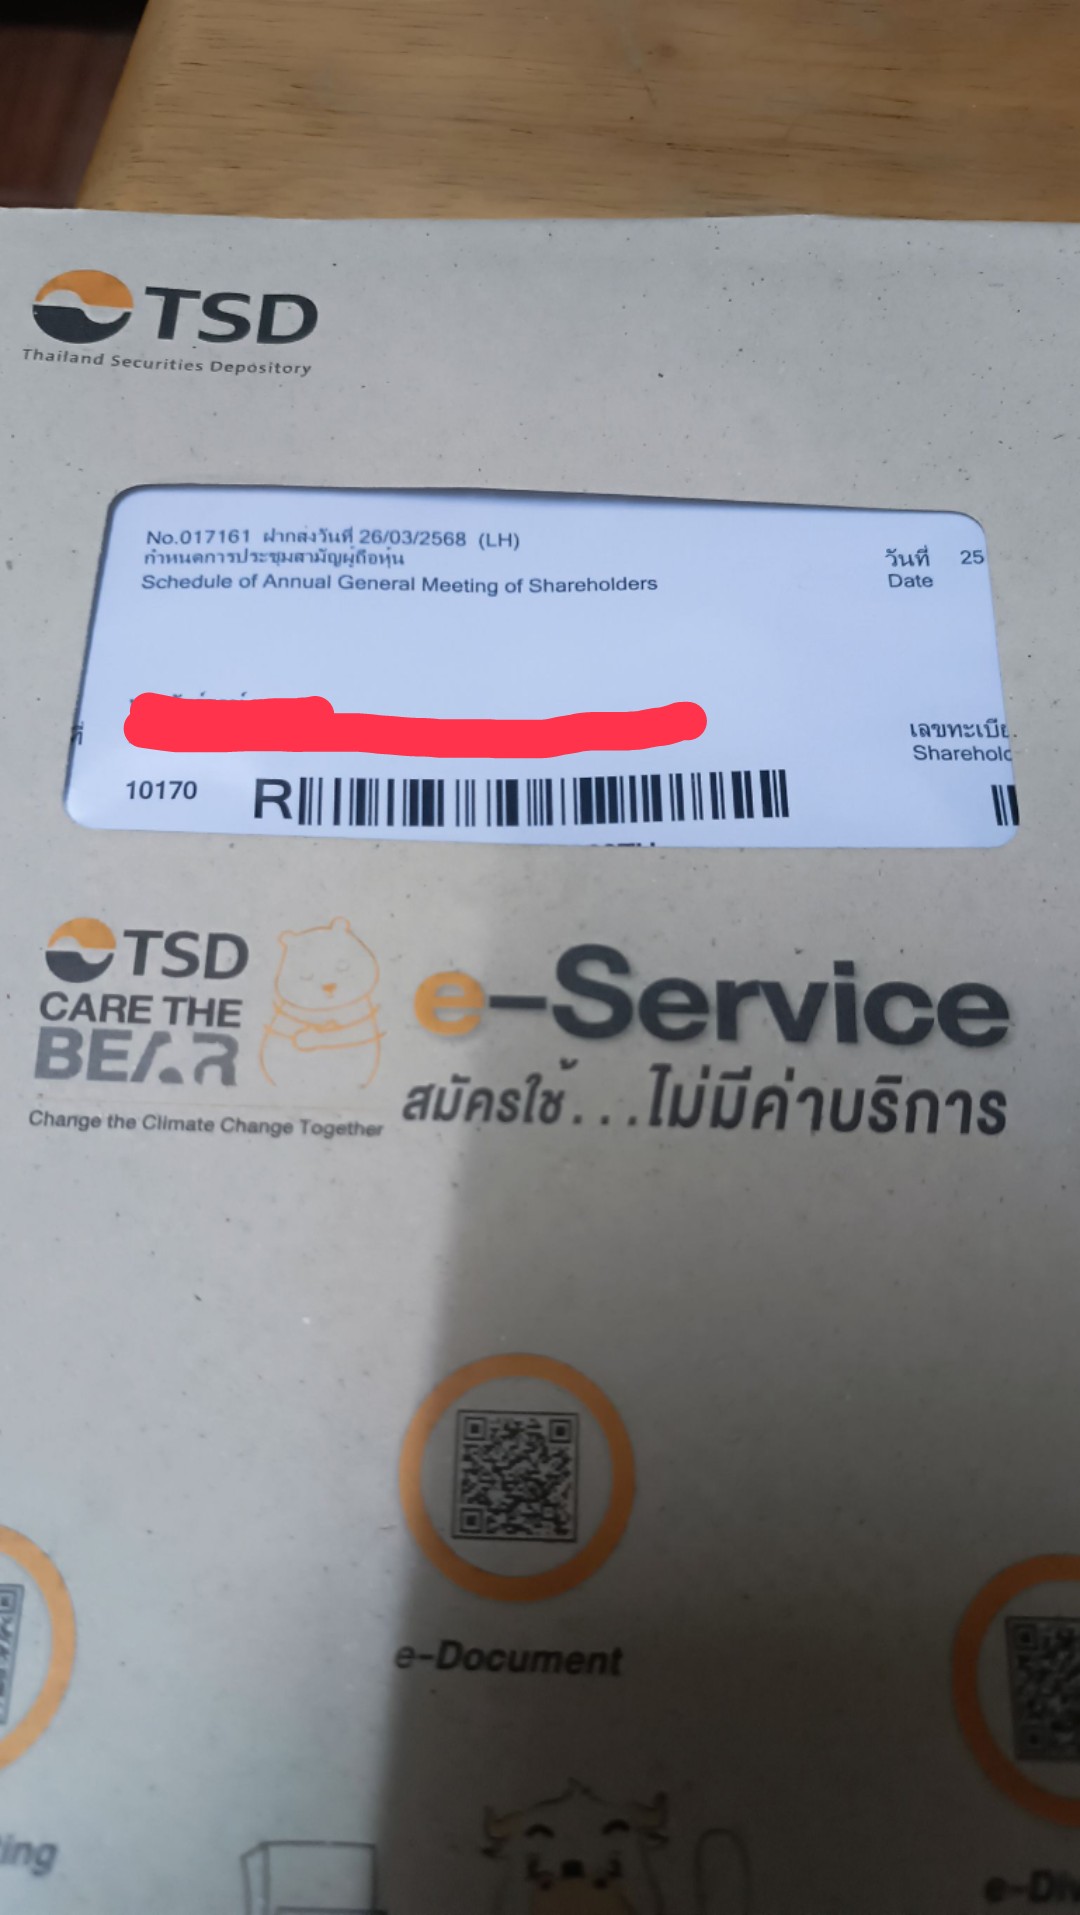 TSD
Thailand Securities Depository
No.017161 ฝากส่งวันที่ 26/03/2568 (LH)
กำหนดการประชุมสามัญผู้ถือหุ้น
Schedule of Annual General Meeting of Shareholders
วันที่ 25
Date
ที่
เลขทะเบีย
Sharehold
10170
R
TSD
CARE THE
BEAR
Change the Climate Change Together
e-Service
สมัครใช้...ไม่มีค่าบริการ
e-Document
ting
e-Div